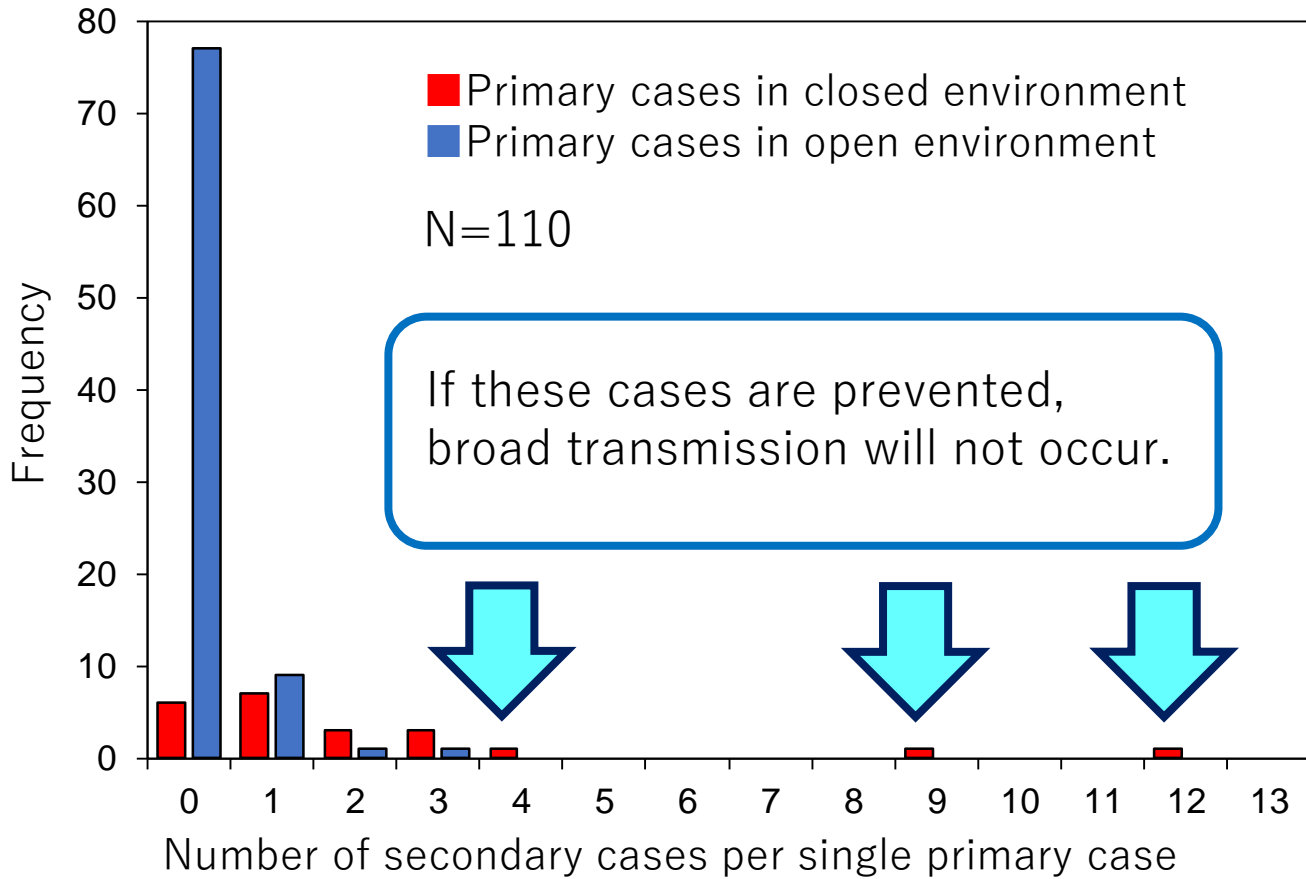 80
70
60
50
40
30
20
10
0
Frequency
Primary cases in closed environment
Primary cases in open environment
N=110
If these cases are prevented,
broad transmission will not occur.
0 1 2 3 4 5 6 7 8 9 10 11 12 13
Number of secondary cases per single primary case